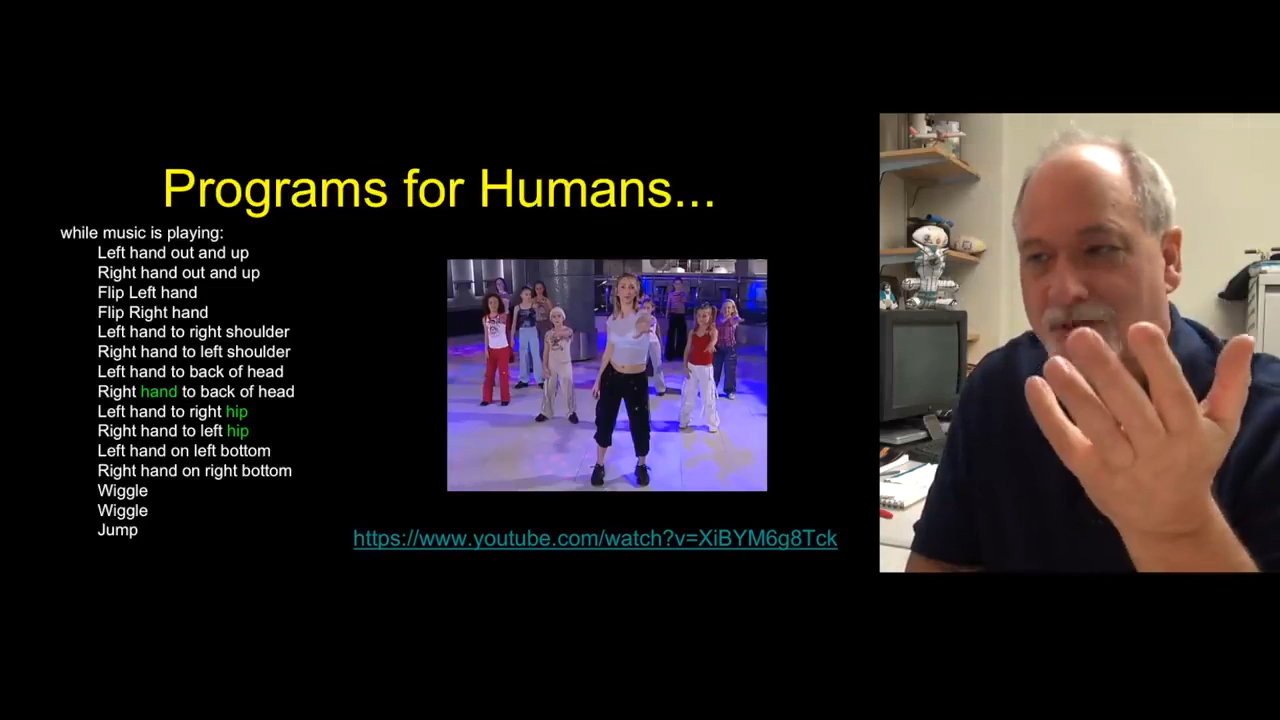 Programs for Humans...
while music is playing:
Left hand out and up
Right hand out and up
Flip Left hand
Flip Right hand
Left hand to right shoulder
Right hand to left shoulder
Left hand to back of head
Right hand to back of head
Left hand to right hip
Right hand to left hip
Left hand on left bottom
Right hand on right bottom
Wiggle
Wiggle
Jump
https://www.youtube.com/watch?v=XiBYM6g8Tck